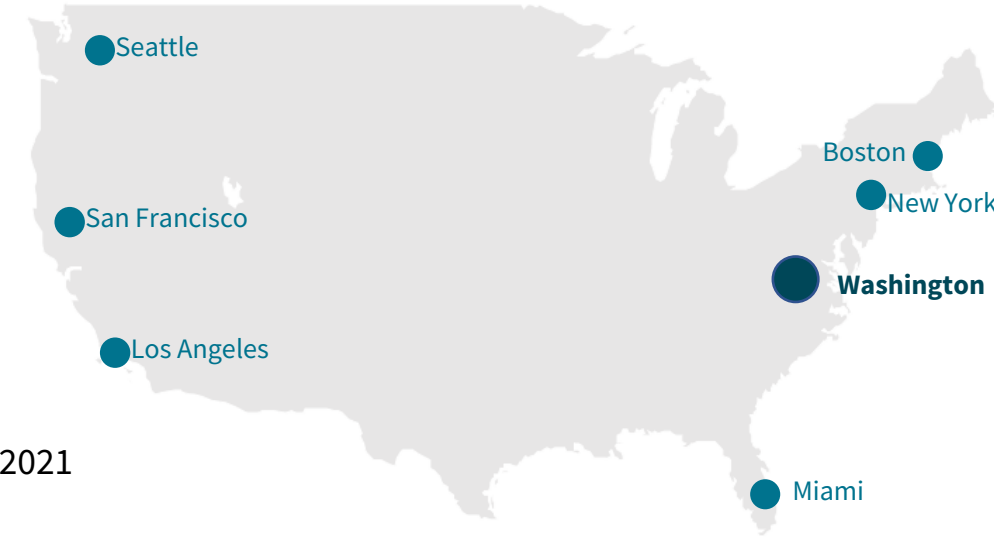 Seattle
Boston
New York
San Francisco
Washington
Los Angeles
2021
Miami